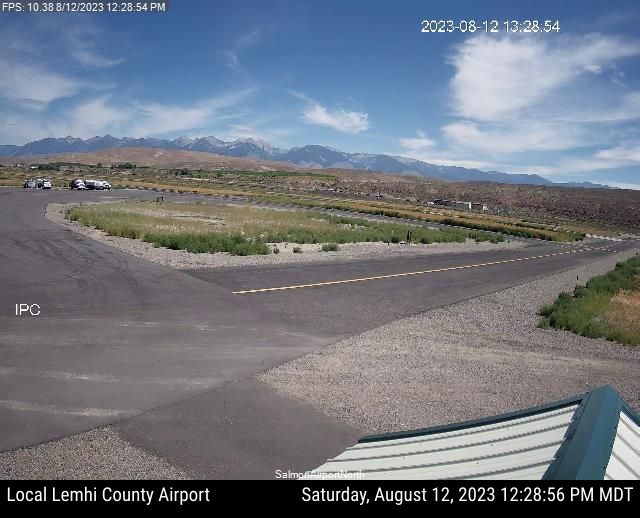 FPS: 10.38 8/12/2023 12:28:54 PM
2023-08-12 13:28:54
IPC
SalmonAirportNorth
Local Lemhi County Airport Saturday, August 12, 2023 12:28:56 PM MDT